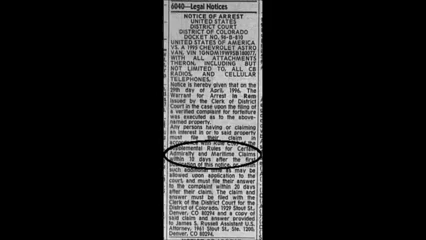 6040—Legal Notices
NOTICE OF ARREST
UNITED STATES
DISTRICT COURT
DISTRICT OF COLORADO
DOCKET NO. 96-B-810
UNITED STATES OF AMERICA
VS. A 1995 CHEVROLET ASTRO
VAN, VIN
WITH ALL ATTACHMENTS
THERON, INCLUDING BUT
NOT LIMITED TO, ALL CB
RADIOS, AND CELLULAR
TELEPHONES.
Notice is hereby given that on the
29th day of April, 1996, The
Warrant for Arrest in Rem
issued by the Clerk of District
Court in the case upon the filing of
a verified complaint for forfeiture
was executed as to the above-
named property.
Any persons having or claiming
an interest in or to said property
must file their claim in
Supplemental Rules for Certain
Admiralty and Maritime Claims
within 10 days after the first
of this notice, or
such additional time as may be
allowed upon application to the
court, and must file their answer
to the complaint within 20 days
after their claim. The claim and
answer must be filed with the
Clerk of the District Court for the
District of Colorado, 1929 Stout St.,
Denver, CO 80294 and a copy of
said claim and answer provided
to James S. Russell Assistant U.S.
Attorney, 1961 Stout St., Ste. 1200,
Denver, CO 80294.